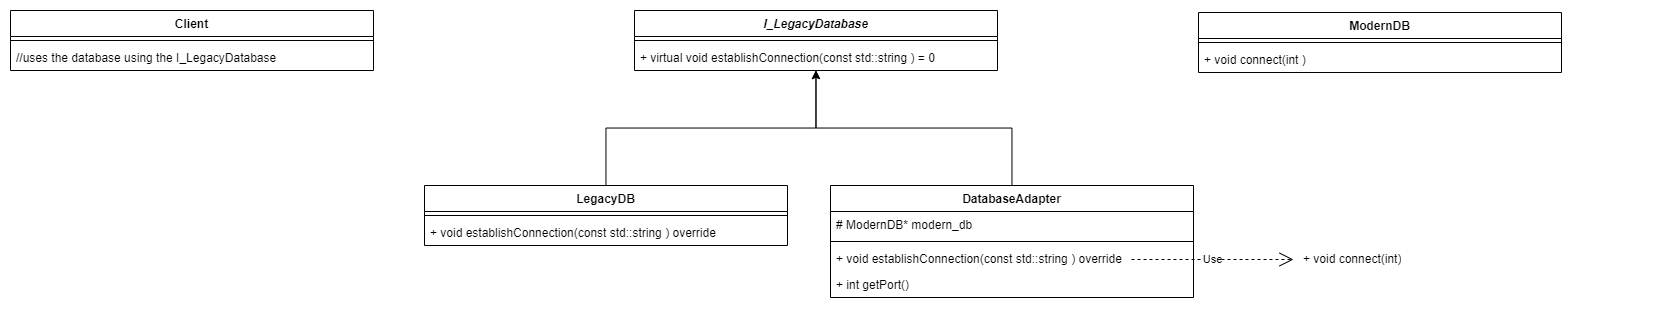 Client
//uses the database using the I_LegacyDatabase
I_LegacyDatabase
+ virtual void establishConnection(const std::string ) = 0
ModernDB
+ void connect(int )
LegacyDB
+ void establishConnection(const std::string ) override
DatabaseAdapter
# ModernDB* modern_db
+ void establishConnection(const std::string ) override
Use
+ void connect(int)
+ int getPort()